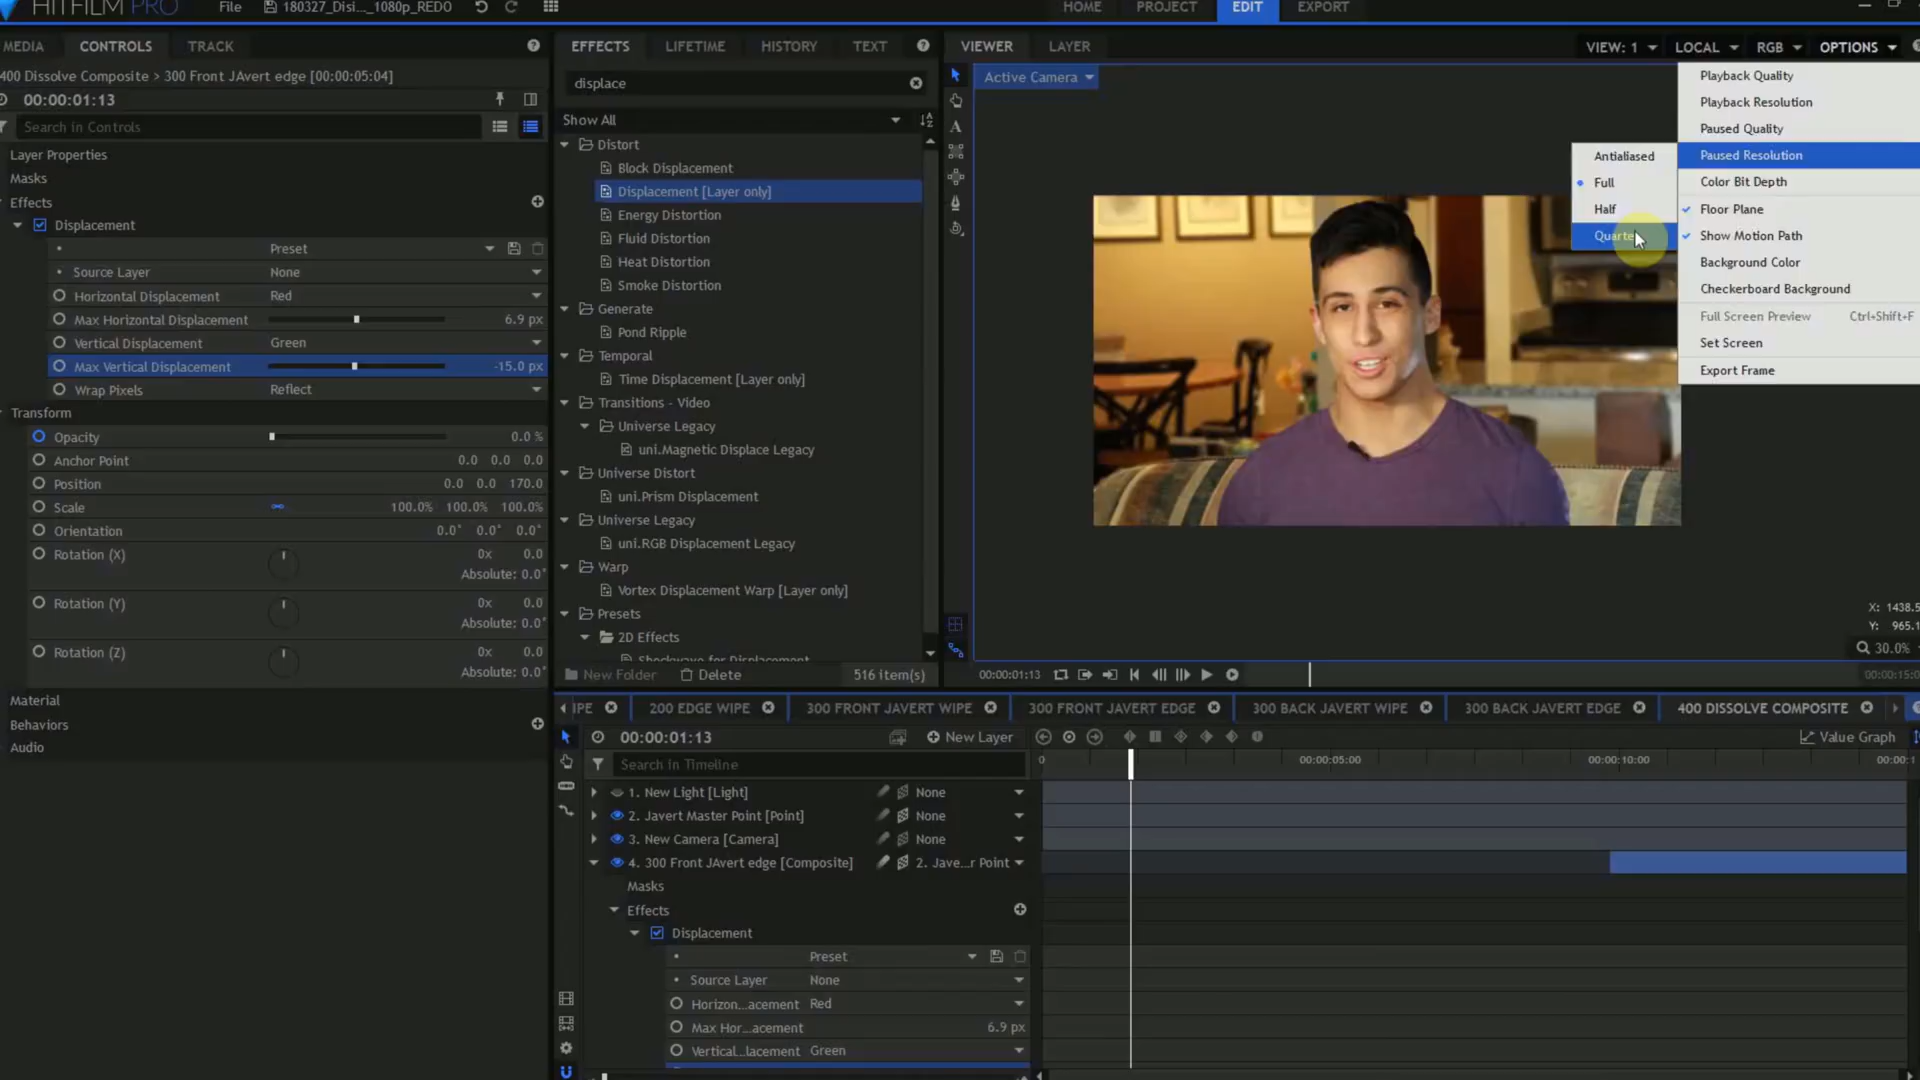 HITFILM PRO
File
180327_Disi..._1080p_REDO
HOME
PROJECT
EDIT
EXPORT
MEDIA
CONTROLS
TRACK
400 Dissolve Composite > 300 Front JAvert edge [00:00:05:04]
00:00:01:13
Search in Controls
Layer Properties
Masks
Effects
Displacement
Preset
Source Layer
None
Horizontal Displacement
Red
Max Horizontal Displacement
6.9 px
Vertical Displacement
Green
Max Vertical Displacement
-15.0 px
Wrap Pixels
Reflect
Transform
Opacity
0.0 %
Anchor Point
0.0 0.0 0.0
Position
0.0 0.0 170.0
Scale
100.0% 100.0% 100.0%
Orientation
0.0° 0.0° 0.0°
Rotation (X)
0x 0.0
Absolute: 0.0°
Rotation (Y)
0x 0.0
Absolute: 0.0°
Rotation (Z)
0x 0.0
Absolute: 0.0°
Material
Behaviors
Audio
EFFECTS
LIFETIME
HISTORY
TEXT
displace
Show All
Distort
Block Displacement
Displacement [Layer only]
Energy Distortion
Fluid Distortion
Heat Distortion
Smoke Distortion
Generate
Pond Ripple
Temporal
Time Displacement [Layer only]
Transitions - Video
Universe Legacy
uni.Magnetic Displace Legacy
Universe Distort
uni.Prism Displacement
Universe Legacy
uni.RGB Displacement Legacy
Warp
Vortex Displacement Warp [Layer only]
Presets
2D Effects
Shockwave for Displacement
New Folder
Delete
516 item(s)
VIEWER
LAYER
VIEW: 1
LOCAL
RGB
OPTIONS
Active Camera
Antialiased
Full
Half
Quarte
Playback Quality
Playback Resolution
Paused Quality
Paused Resolution
Color Bit Depth
Floor Plane
Show Motion Path
Background Color
Checkerboard Background
Full Screen Preview Ctrl+Shift+F
Set Screen
Export Frame
X: 1438.5
Y: 965.1
30.0%
00:00:01:13
00:00:15:0
IPE
200 EDGE WIPE
300 FRONT JAVERT WIPE
300 FRONT JAVERT EDGE
300 BACK JAVERT WIPE
300 BACK JAVERT EDGE
400 DISSOLVE COMPOSITE
00:00:01:13
New Layer
Value Graph
Search in Timeline
0
00:00:05:00
00:00:10:00
00:00:1
1. New Light [Light]
None
2. Javert Master Point [Point]
None
3. New Camera [Camera]
None
4. 300 Front JAvert edge [Composite]
2. Jave...r Point
Masks
Effects
Displacement
Preset
Source Layer
None
Horizon...acement
Red
Max Hor...acement
6.9 px
Vertical...lacement
Green